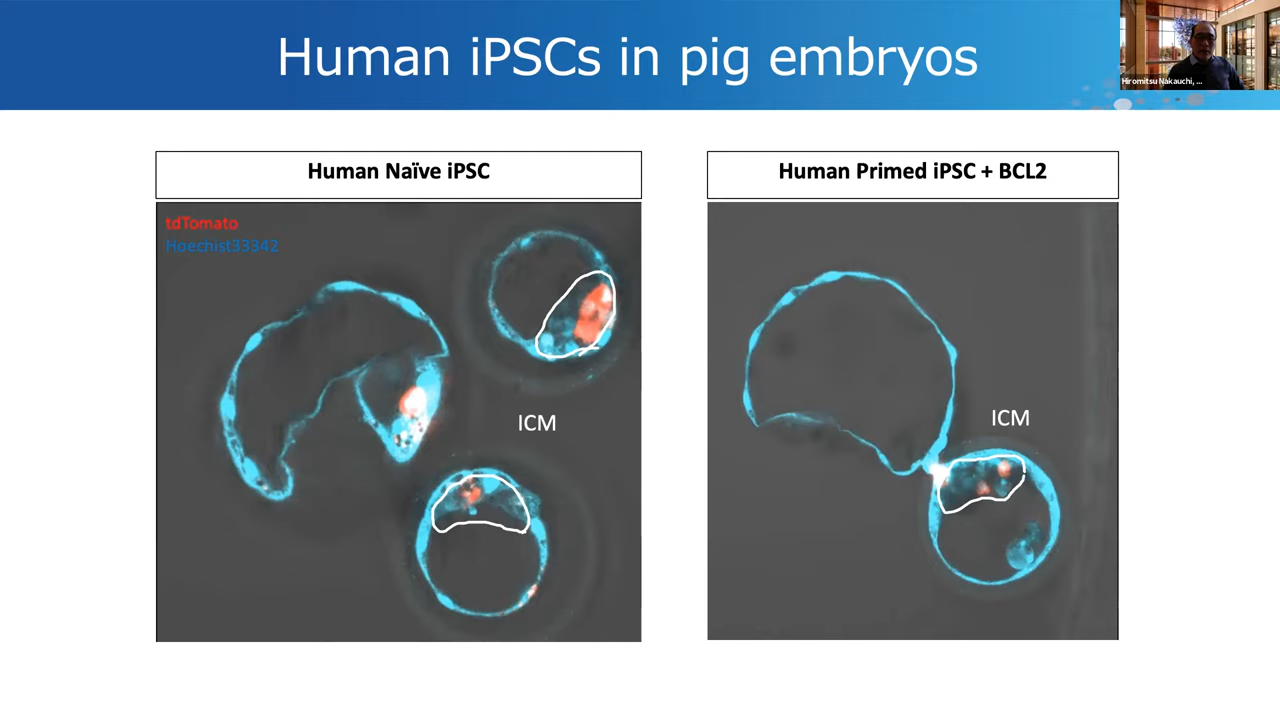 Human iPSCs in pig embryos
Hiromitsu Nakauchi, ...
Human Naïve iPSC
Human Primed iPSC + BCL2
tdTomato
Hoechist33342
ICM
ICM